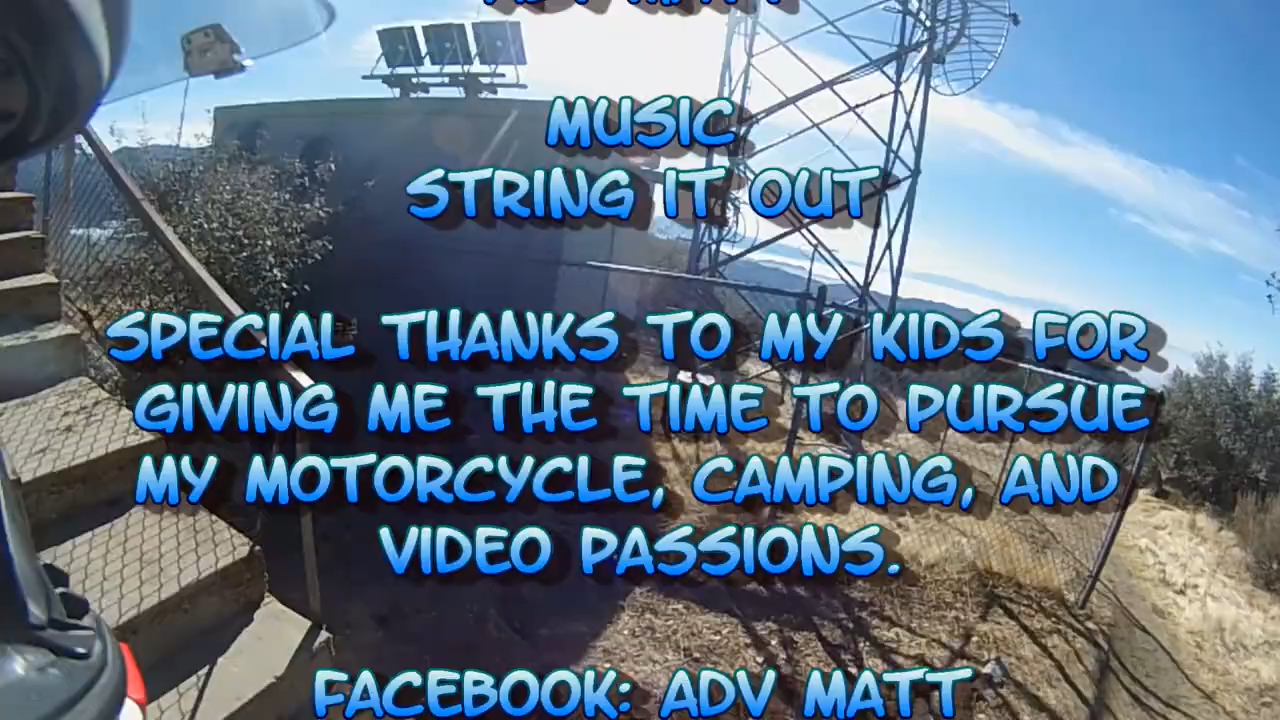 MUSIC
STRING IT OUT
SPECIAL THANKS TO MY KIDS FOR
GIVING ME THE TIME TO PURSUE
MY MOTORCYCLE, CAMPING, AND
VIDEO PASSIONS.
FACEBOOK: ADV MATT